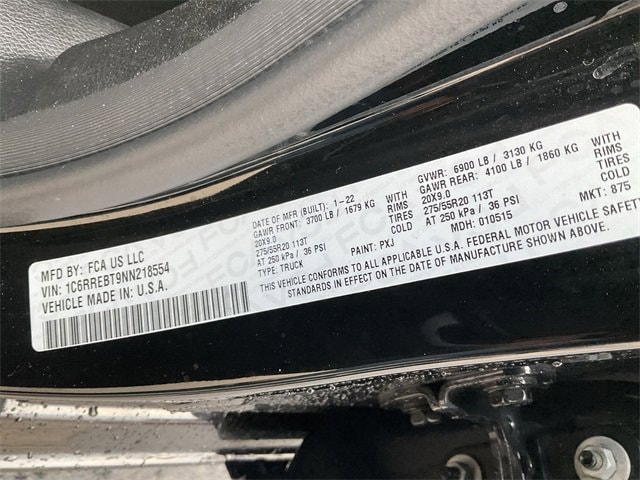 MFD BY: FCA US LLC
VIN: 1C6RREBT9NN218554
VEHICLE MADE IN U.S.A.
DATE OF MFR (BUILT): 1-22
GAWR FRONT: 3700 LB / 1679 KG WITH
20X9.0 RIMS
275/55R20 113T TIRES
AT 250 kPa / 36 PSI COLD
TYPE: TRUCK PAINT: PXJ
GVWR: 6900 LB / 3130 KG
GAWR REAR: 4100 LB / 1860 KG WITH
20X9.0 RIMS
275/55R20 113T TIRES
AT 250 kPa / 36 PSI COLD
MDH: 010515 MKT: 875
THIS VEHICLE CONFORMS TO ALL APPLICABLE U.S.A. FEDERAL MOTOR VEHICLE SAFETY
STANDARDS IN EFFECT ON THE DATE OF MANUFACTURE SHOWN ABOVE.